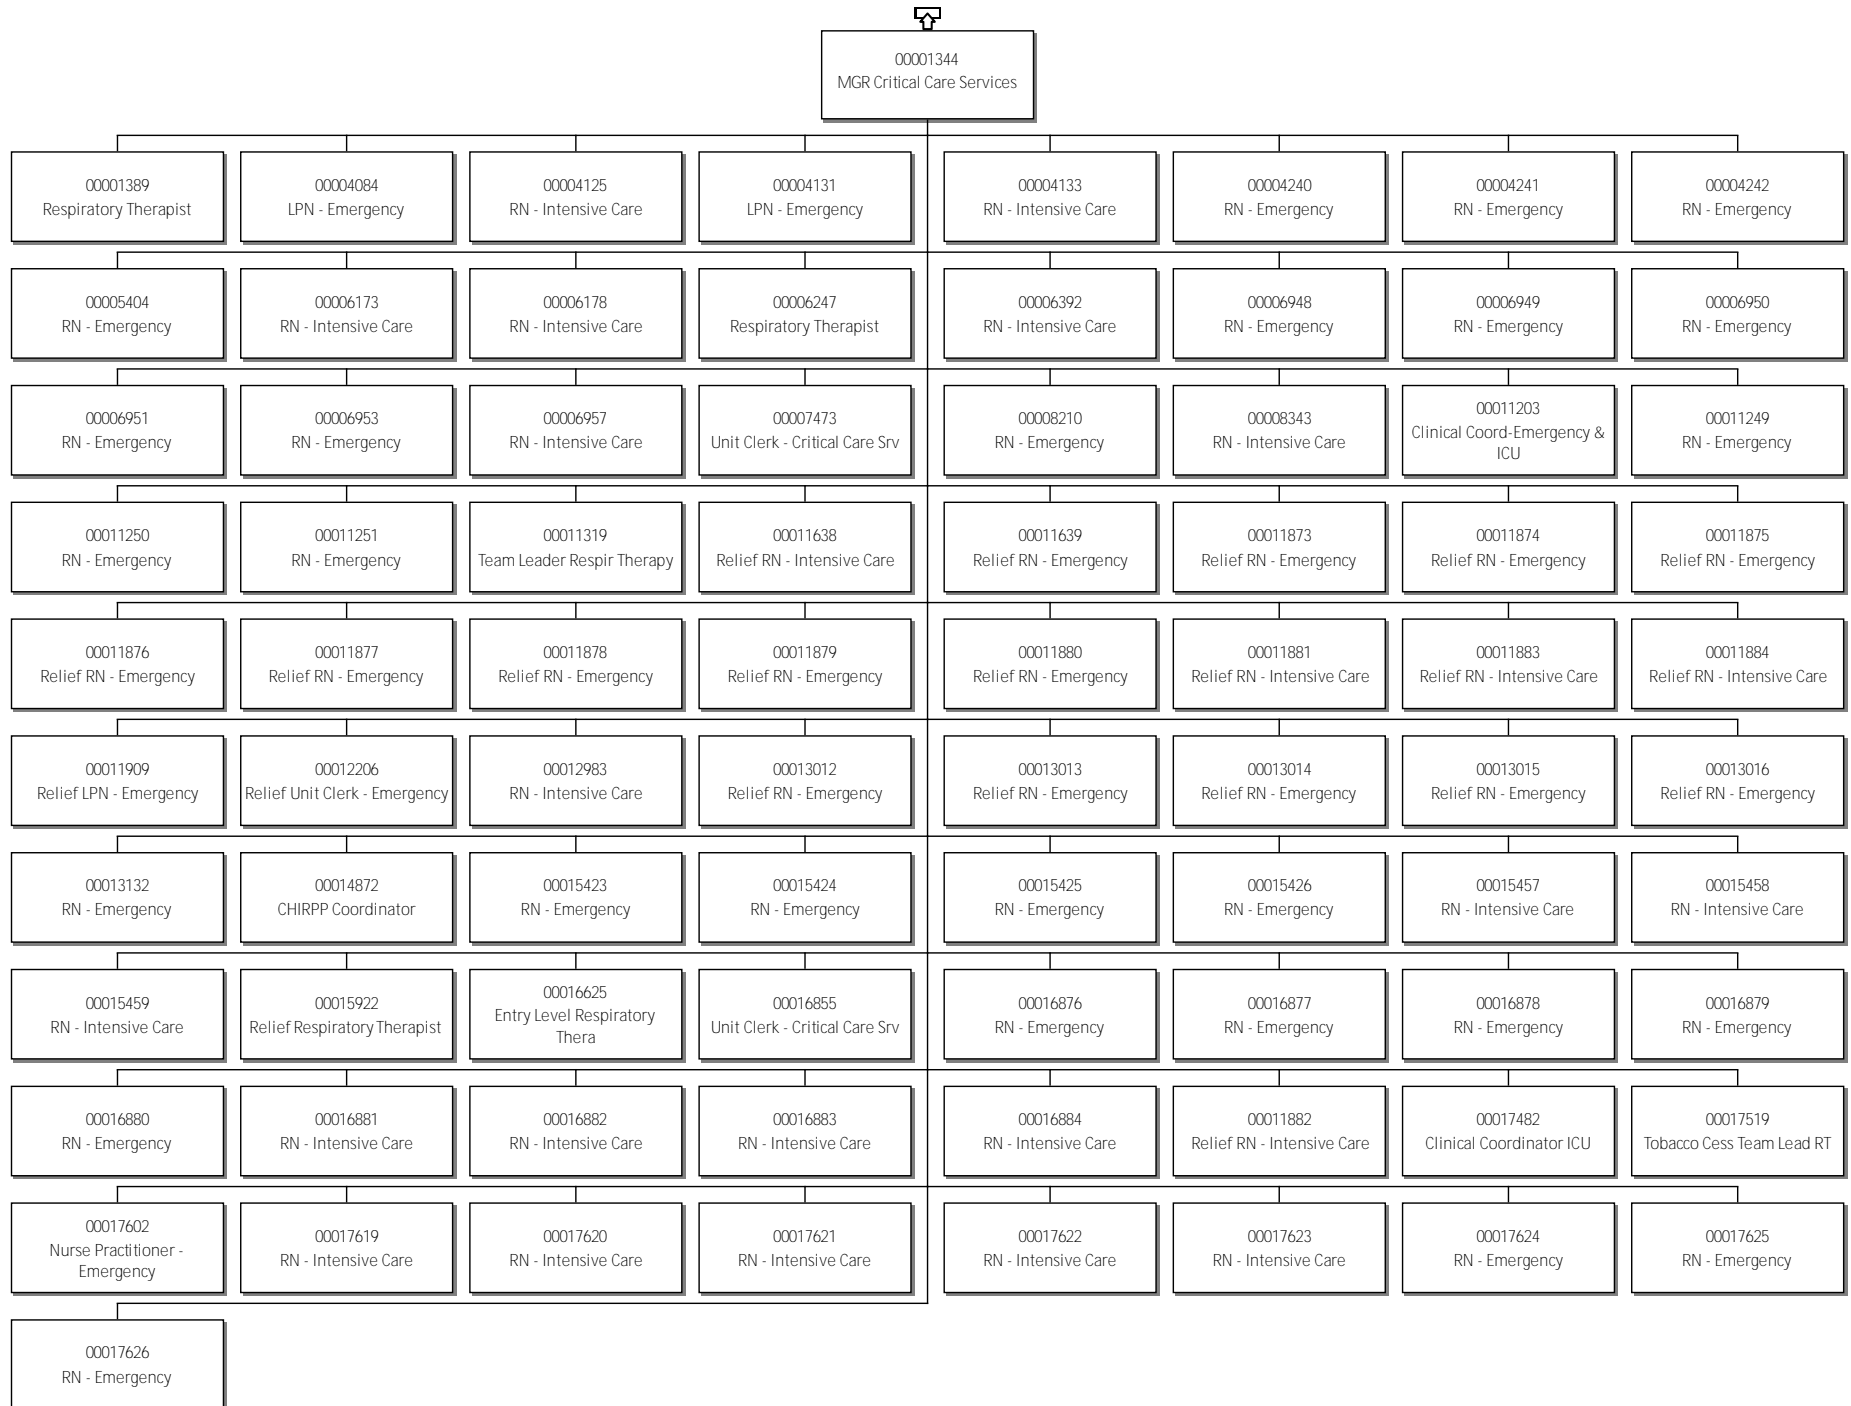 00001344
MGR Critical Care Services
00001389
Respiratory Therapist
00004084
LPN - Emergency
00004125
RN - Intensive Care
00004131
LPN - Emergency
00004133
RN - Intensive Care
00004240
RN - Emergency
00004241
RN - Emergency
00004242
RN - Emergency
00005404
RN - Emergency
00006173
RN - Intensive Care
00006178
RN - Intensive Care
00006247
Respiratory Therapist
00006392
RN - Intensive Care
00006948
RN - Emergency
00006949
RN - Emergency
00006950
RN - Emergency
00006951
RN - Emergency
00006953
RN - Emergency
00006957
RN - Intensive Care
00007473
Unit Clerk - Critical Care Srv
00008210
RN - Emergency
00008343
RN - Intensive Care
00011203
Clinical Coord-Emergency &
ICU
00011249
RN - Emergency
00011250
RN - Emergency
00011251
RN - Emergency
00011319
Team Leader Respir Therapy
00011638
Relief RN - Intensive Care
00011639
Relief RN - Emergency
00011873
Relief RN - Emergency
00011874
Relief RN - Emergency
00011875
Relief RN - Emergency
00011876
Relief RN - Emergency
00011877
Relief RN - Emergency
00011878
Relief RN - Emergency
00011879
Relief RN - Emergency
00011880
Relief RN - Emergency
00011881
Relief RN - Intensive Care
00011883
Relief RN - Intensive Care
00011884
Relief RN - Intensive Care
00011909
Relief LPN - Emergency
00012206
Relief Unit Clerk - Emergency
00012983
RN - Intensive Care
00013012
Relief RN - Emergency
00013013
Relief RN - Emergency
00013014
Relief RN - Emergency
00013015
Relief RN - Emergency
00013016
Relief RN - Emergency
00013132
RN - Emergency
00014872
CHIRPP Coordinator
00015423
RN - Emergency
00015424
RN - Emergency
00015425
RN - Emergency
00015426
RN - Emergency
00015457
RN - Intensive Care
00015458
RN - Intensive Care
00015459
RN - Intensive Care
00015922
Relief Respiratory Therapist
00016625
Entry Level Respiratory
Thera
00016855
Unit Clerk - Critical Care Srv
00016876
RN - Emergency
00016877
RN - Emergency
00016878
RN - Emergency
00016879
RN - Emergency
00016880
RN - Emergency
00016881
RN - Intensive Care
00016882
RN - Intensive Care
00016883
RN - Intensive Care
00016884
RN - Intensive Care
00011882
Relief RN - Intensive Care
00017482
Clinical Coordinator ICU
00017519
Tobacco Cess Team Lead RT
00017602
Nurse Practitioner -
Emergency
00017619
RN - Intensive Care
00017620
RN - Intensive Care
00017621
RN - Intensive Care
00017622
RN - Intensive Care
00017623
RN - Intensive Care
00017624
RN - Emergency
00017625
RN - Emergency
00017626
RN - Emergency